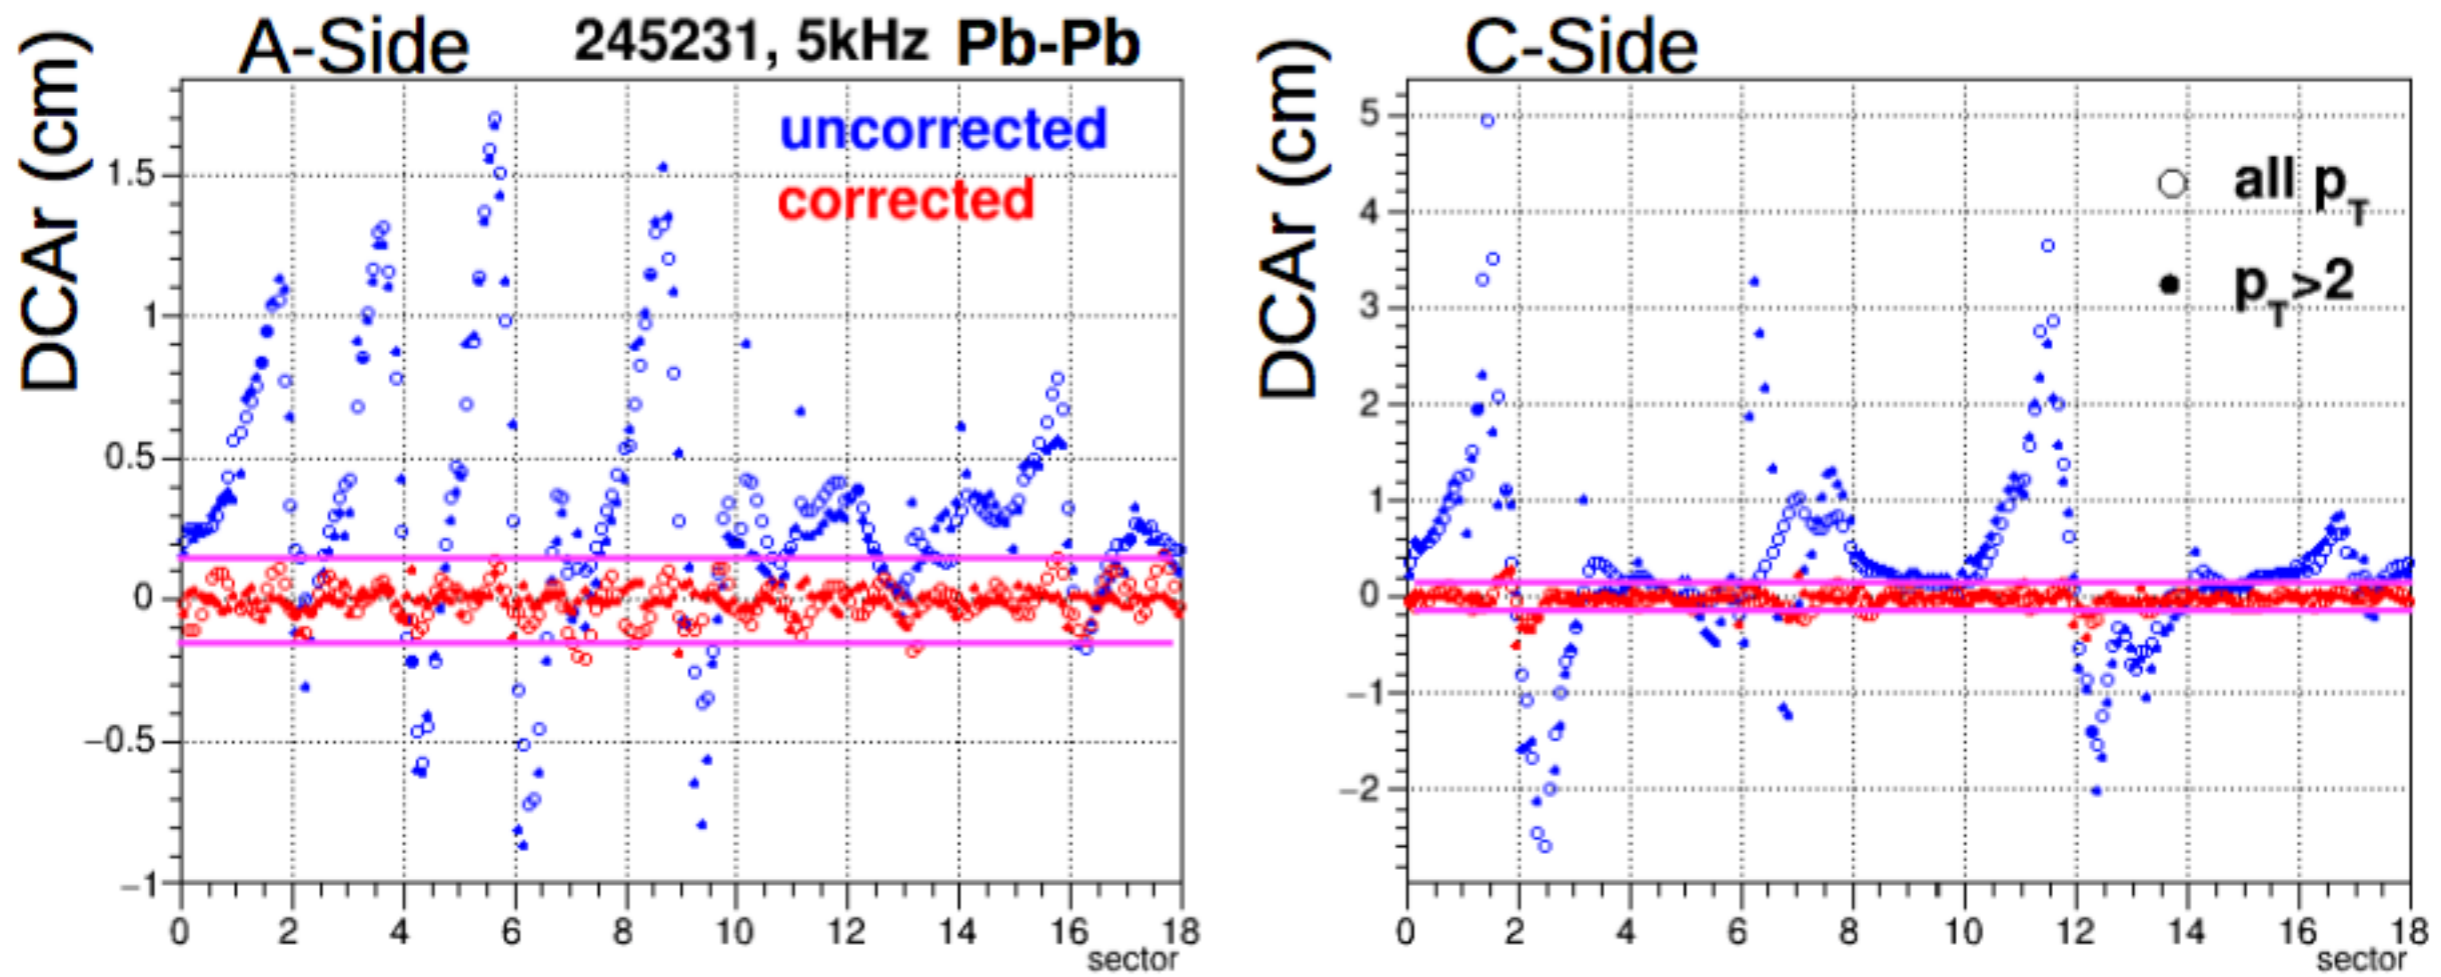 A-Side 245231, 5kHz Pb-Pb
DCAr (cm)
uncorrected
corrected
1.5
1
0.5
0
−0.5
−1
0 2 4 6 8 10 12 14 16 18
sector
C-Side
DCAr (cm)
all pT
pT>2
5
4
3
2
1
0
−1
−2
0 2 4 6 8 10 12 14 16 18
sector